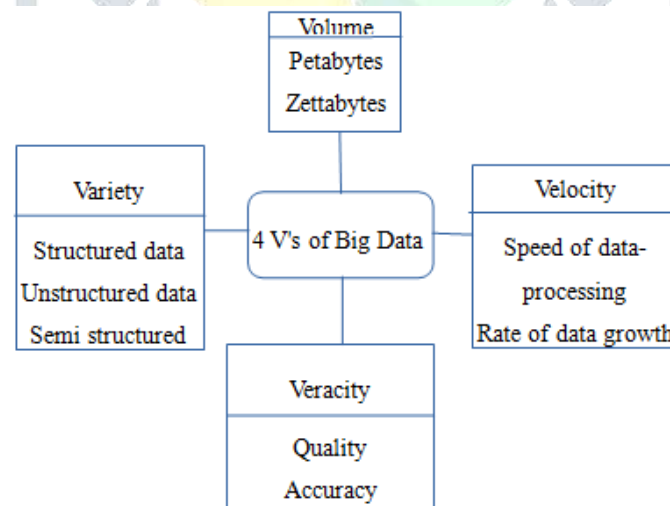 Volume
Petabytes
Zettabytes
Variety
Structured data
Unstructured data
Semi structured
4 V's of Big Data
Velocity
Speed of data-
processing
Rate of data growth
Veracity
Quality
Accuracy